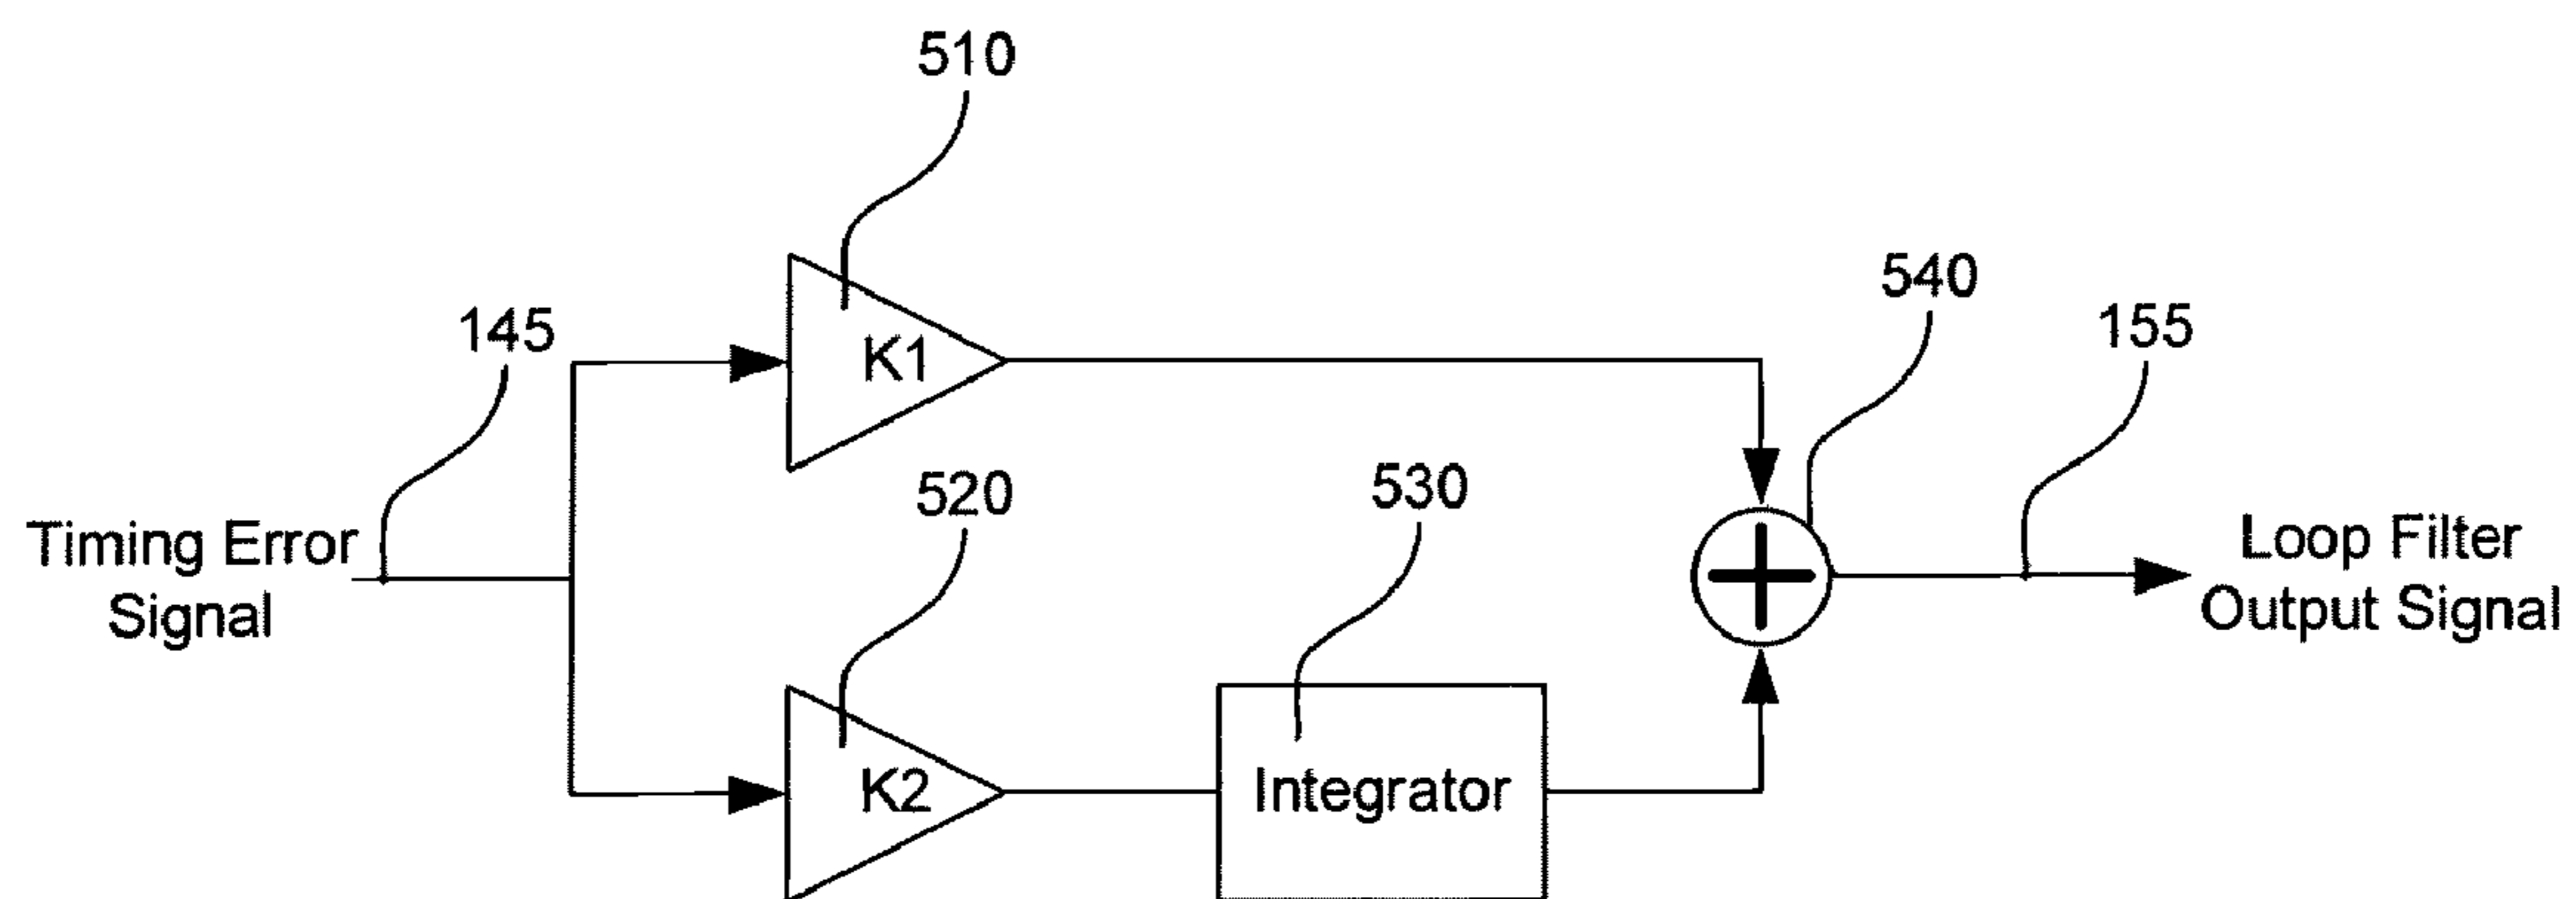 510
540
145
155
K1
520
530
Timing Error
Signal
Loop Filter
Output Signal
K2
Integrator